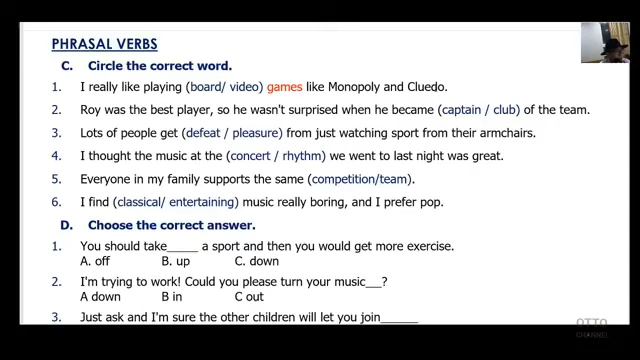 PHRASAL VERBS
C. Circle the correct word.
1. I really like playing (board/ video) games like Monopoly and Cluedo.
2. Roy was the best player, so he wasn't surprised when he became (captain / club) of the team.
3. Lots of people get (defeat / pleasure) from just watching sport from their armchairs.
4. I thought the music at the (concert / rhythm) we went to last night was great.
5. Everyone in my family supports the same (competition/team).
6. I find (classical/ entertaining) music really boring, and I prefer pop.
D. Choose the correct answer.
1. You should take_____ a sport and then you would get more exercise.
A. off B. up C. down
2. I'm trying to work! Could you please turn your music___?
A down B in C out
3. Just ask and I'm sure the other children will let you join______
OTTO
CHANNEL